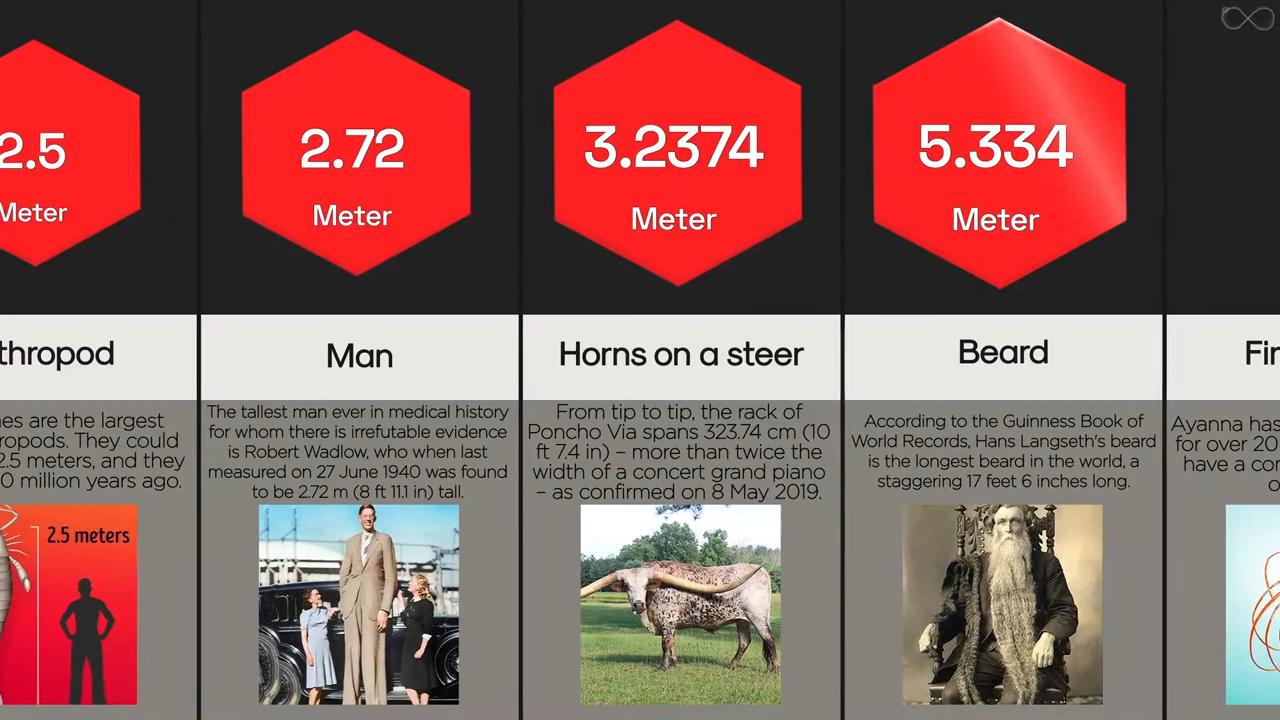 2.5
Meter
thropod
nes are the largest
ropods. They could
2.5 meters, and they
0 million years ago.
2.5 meters
2.72
Meter
Man
The tallest man ever in medical history
for whom there is irrefutable evidence
is Robert Wadlow, who when last
measured on 27 June 1940 was found
to be 2.72 m (8 ft 11.1 in) tall.
3.2374
Meter
Horns on a steer
From tip to tip, the rack of
Poncho Via spans 323.74 cm (10
ft 7.4 in) – more than twice the
width of a concert grand piano
– as confirmed on 8 May 2019.
5.334
Meter
Beard
According to the Guinness Book of
World Records, Hans Langseth's beard
is the longest beard in the world, a
staggering 17 feet 6 inches long.
Fin
Ayanna has
for over 20
have a con
o